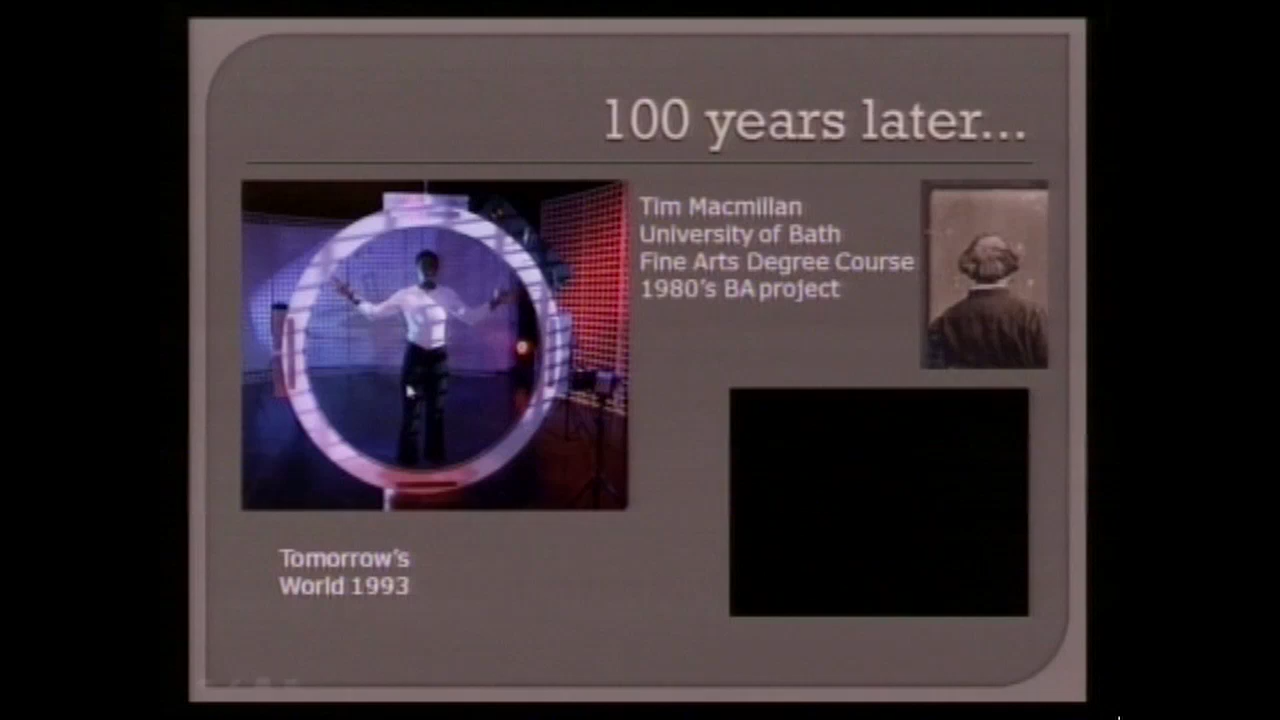 100 years later...
Tim Macmillan
University of Bath
Fine Arts Degree Course
1980's BA project
Tomorrow's
World 1993